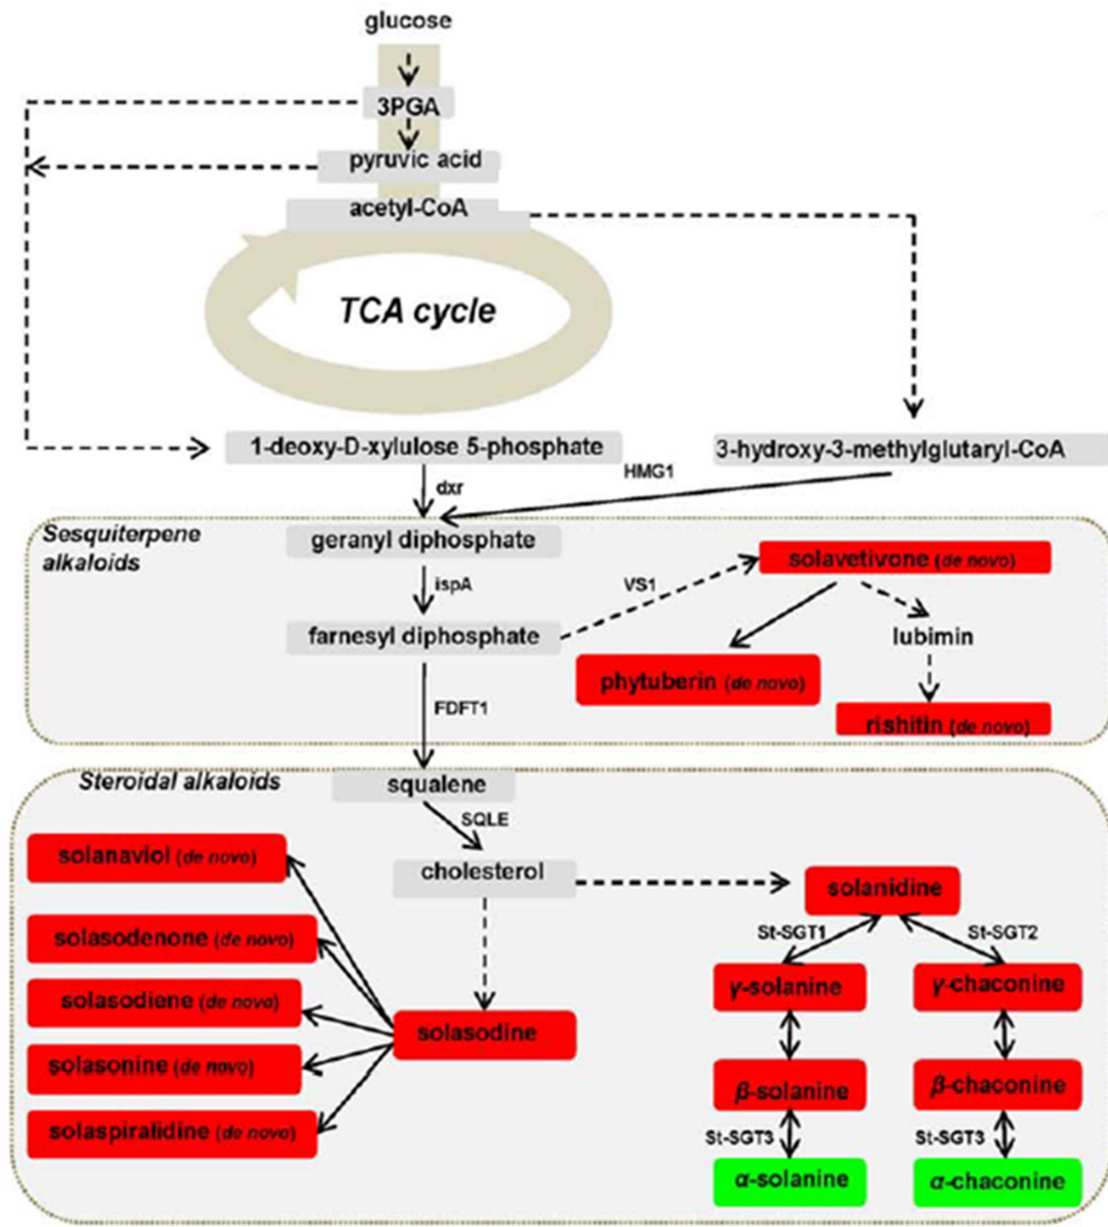 glucose
3PGA
pyruvic acid
acetyl-CoA
TCA cycle
1-deoxy-D-xylulose 5-phosphate
3-hydroxy-3-methylglutaryl-CoA
HMG1
dxr
Sesquiterpene
alkaloids
geranyl diphosphate
solavetivone (de novo)
ispA
VS1
farnesyl diphosphate
lubimin
phytuberin (de novo)
FDFT1
rishitin (de novo)
Steroidal alkaloids
squalene
SQLE
solanaviol (de novo)
cholesterol
solanidine
solasodenone (de novo)
St-SGT1
St-SGT2
γ-solanine
γ-chaconine
solasodiene (de novo)
solasodine
solasonine (de novo)
β-solanine
β-chaconine
solaspiralidine (de novo)
St-SGT3
St-SGT3
α-solanine
α-chaconine